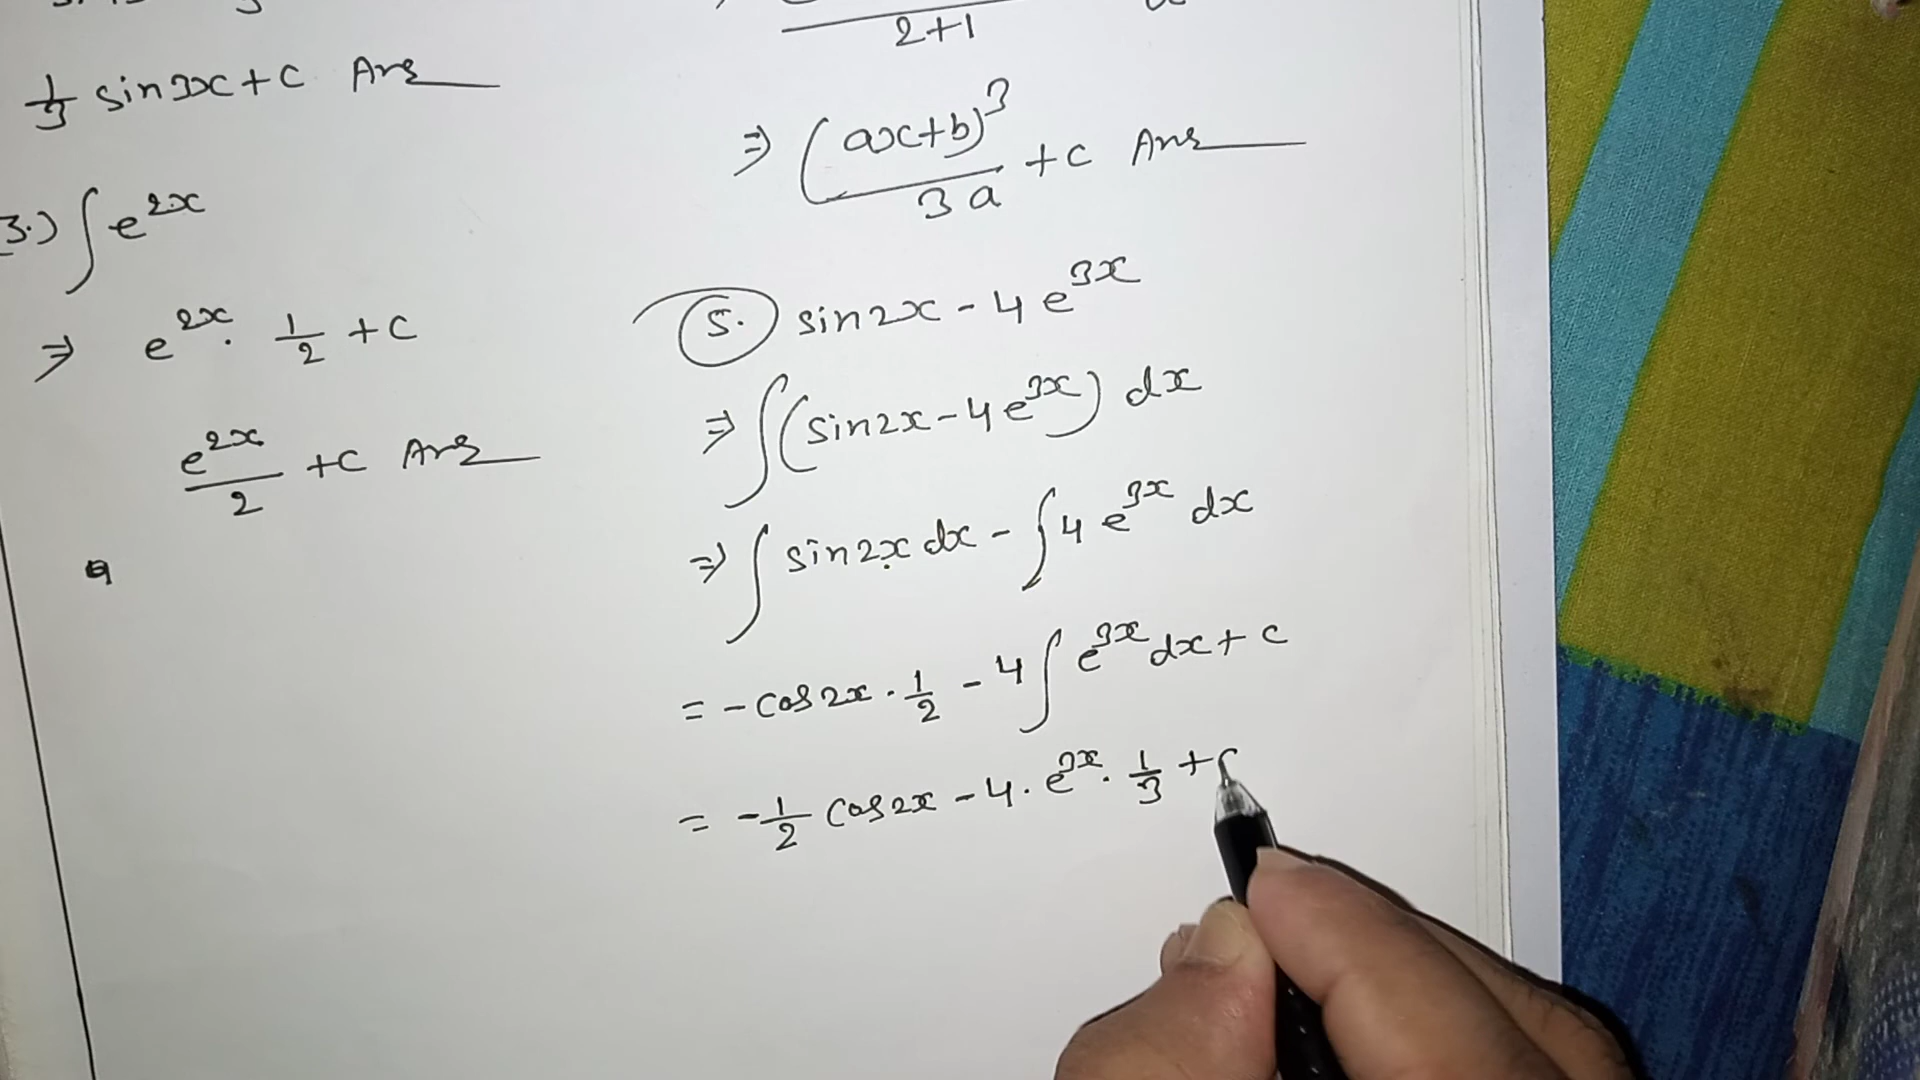 1/3 sin3x + c Ans
3.) ∫ e^2x
⇒ e^2x · 1/2 + c
e^2x/2 + c Ans
2+1
⇒ (ax+b)^3/3a + c Ans
5. sin2x - 4e^3x
⇒ ∫(sin2x - 4e^3x) dx
⇒ ∫ sin2x dx - ∫4 e^3x dx
= - cos2x · 1/2 - 4∫ e^3x dx + c
= - 1/2 cos2x - 4 · e^3x · 1/3 + c